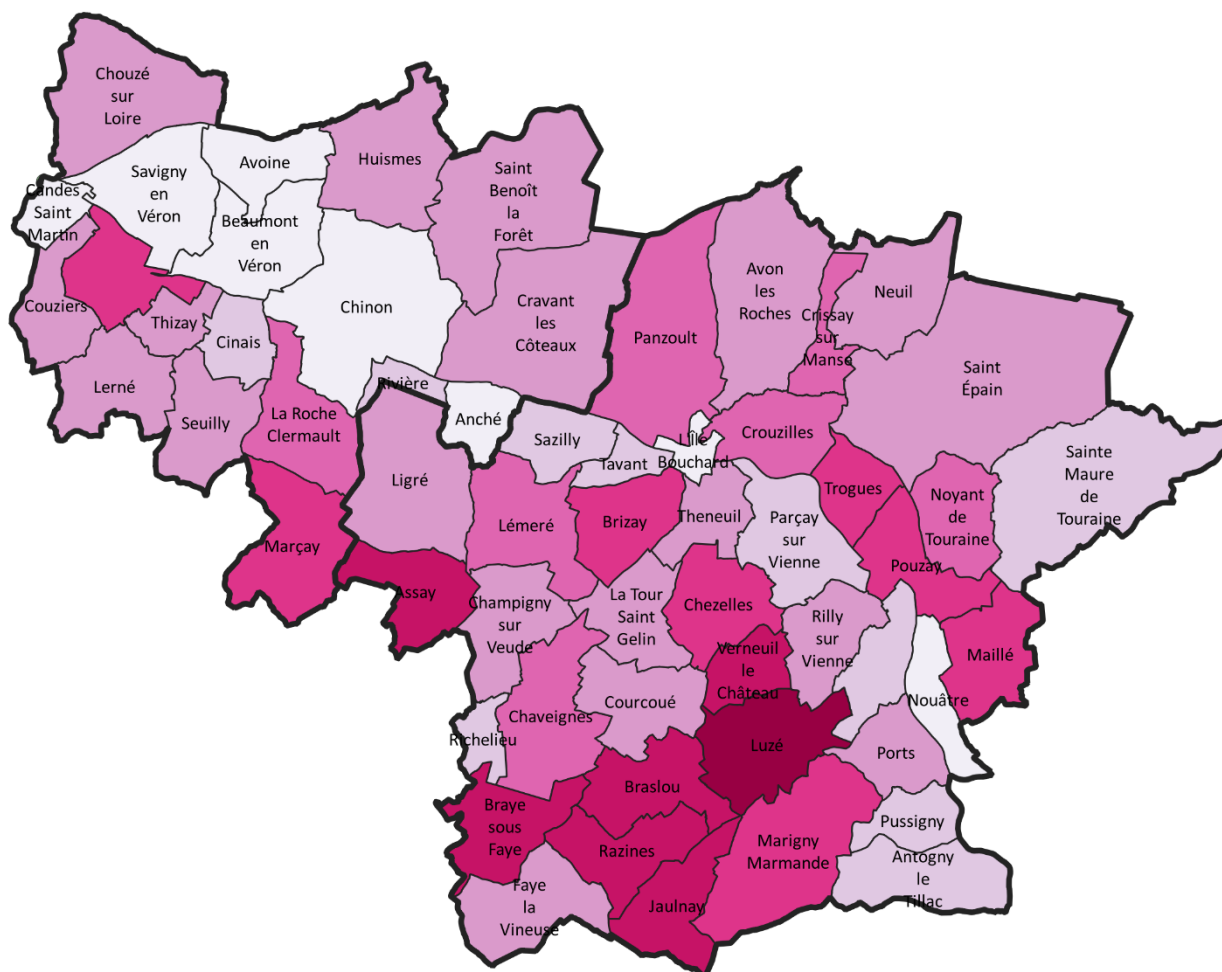 Chouzé
sur
Loire
Avoine
Huismes
Savigny
en
Véron
Saint
Benoît
la
Forêt
Candes
Saint
Martin
Beaumont
en
Véron
Chinon
Couziers
Thizay
Cinais
Cravant
les
Côteaux
Panzoult
Avon
les
Roches
Neuil
Crissay
sur
Manse
Saint
Épain
Lerné
Seuilly
La Roche
Clermault
Rivière
Anché
Sazilly
Tavant
L'Île
Bouchard
Crouzilles
Sainte
Maure
de
Touraine
Ligré
Lémeré
Brizay
Theneuil
Parçay
sur
Vienne
Trogues
Noyant
de
Touraine
Marçay
Assay
Pouzay
Champigny
sur
Veude
La Tour
Saint
Gelin
Chezelles
Rilly
sur
Vienne
Maillé
Verneuil
le
Château
Nouâtre
Chaveignes
Courcoué
Richelieu
Luzé
Ports
Braye
sous
Faye
Braslou
Razines
Marigny
Marmande
Pussigny
Antogny
le
Tillac
Faye
la
Vineuse
Jaulnay